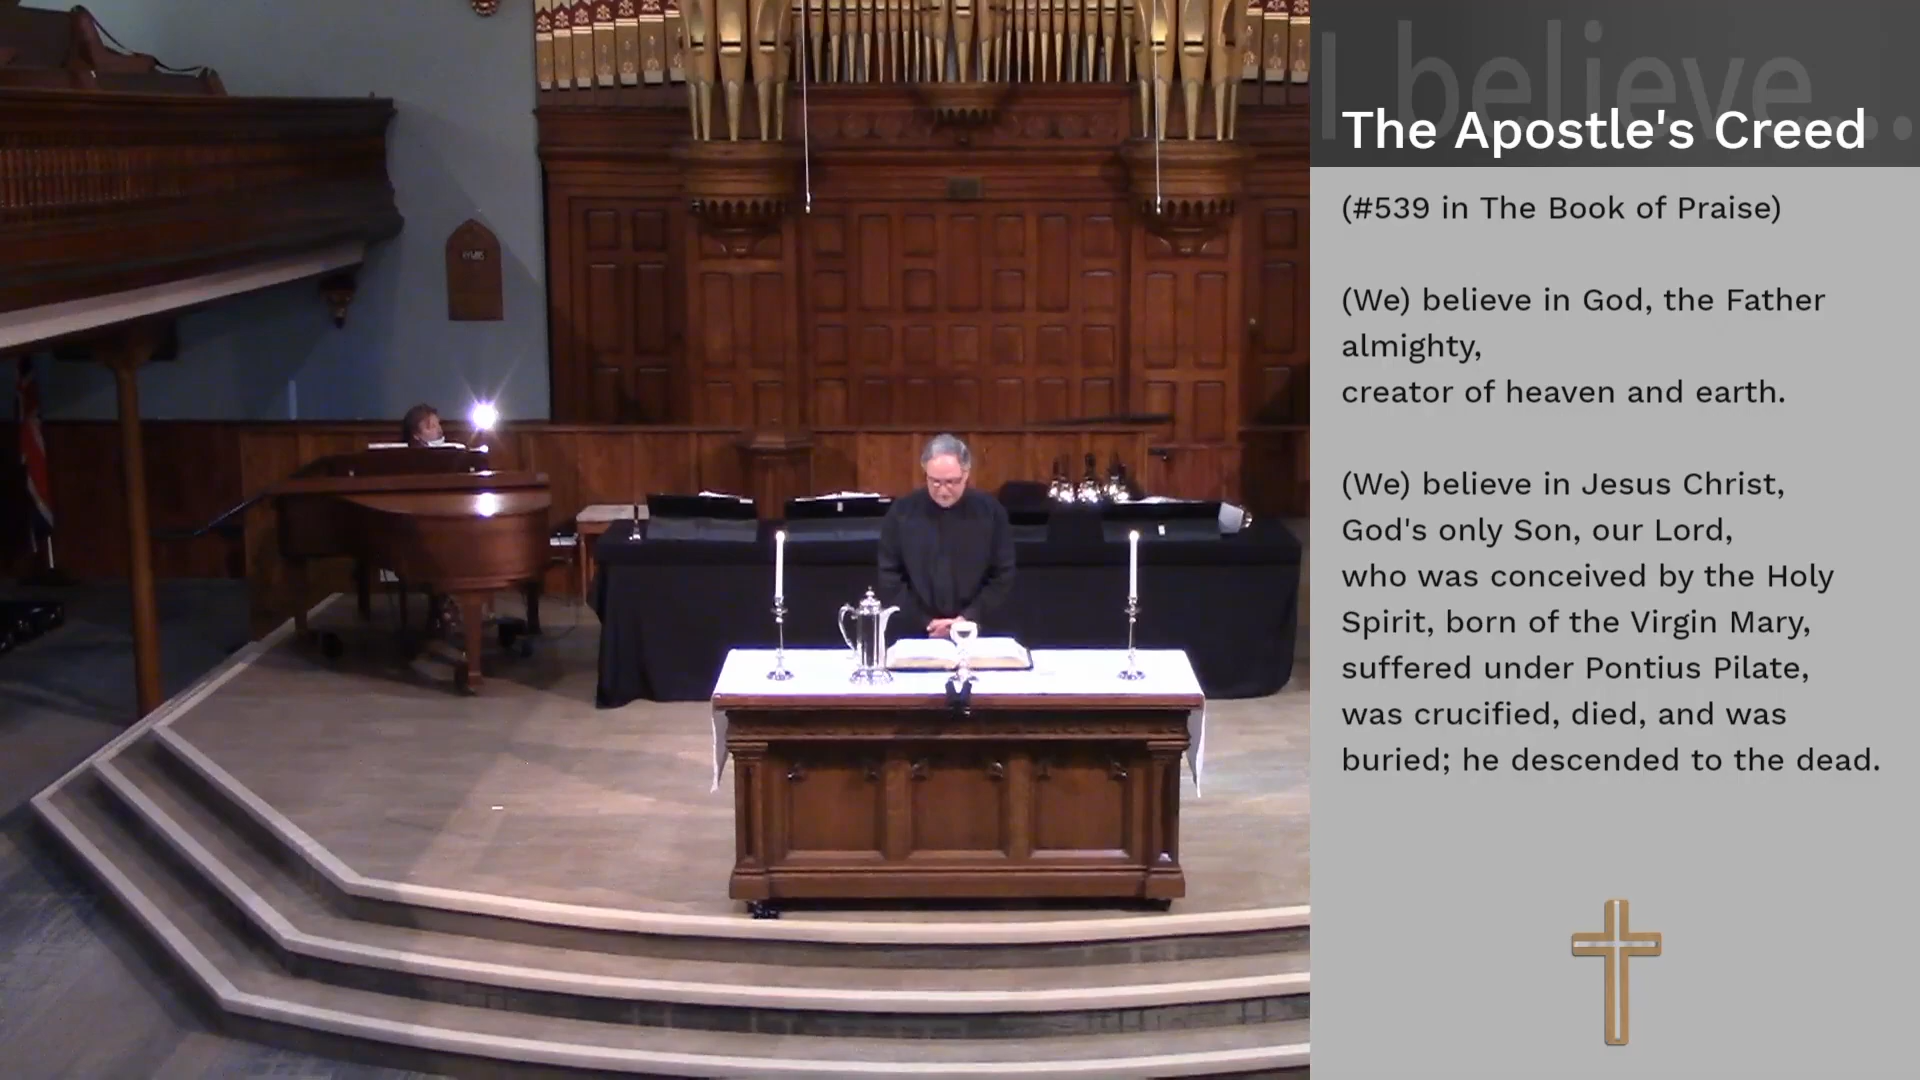 I believe....
The Apostle's Creed
(#539 in The Book of Praise)
(We) believe in God, the Father
almighty,
creator of heaven and earth.
(We) believe in Jesus Christ,
God's only Son, our Lord,
who was conceived by the Holy
Spirit, born of the Virgin Mary,
suffered under Pontius Pilate,
was crucified, died, and was
buried; he descended to the dead.
HYMNS